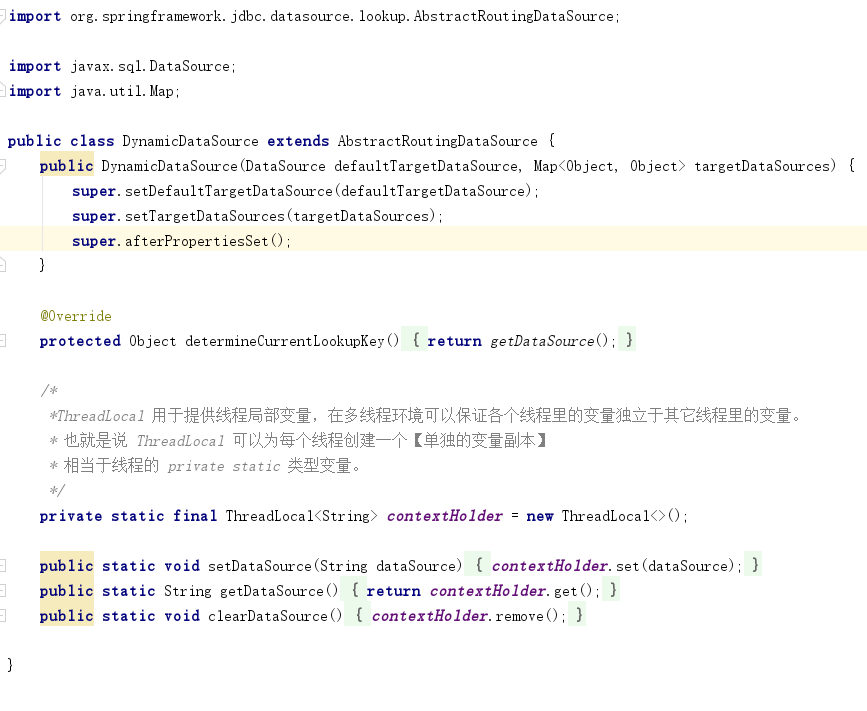 import org.springframework.jdbc.datasource.lookup.AbstractRoutingDataSource;
import javax.sql.DataSource;
import java.util.Map;
public class DynamicDataSource extends AbstractRoutingDataSource {
public DynamicDataSource(DataSource defaultTargetDataSource, Map<Object, Object> targetDataSources) {
super.setDefaultTargetDataSource(defaultTargetDataSource);
super.setTargetDataSources(targetDataSources);
super.afterPropertiesSet();
}
@Override
protected Object determineCurrentLookupKey() { return getDataSource(); }
/*
*ThreadLocal 用于提供线程局部变量，在多线程环境可以保证各个线程里的变量独立于其它线程里的变量。
* 也就是说 ThreadLocal 可以为每个线程创建一个【单独的变量副本】
* 相当于线程的 private static 类型变量。
*/
private static final ThreadLocal<String> contextHolder = new ThreadLocal<>();
public static void setDataSource(String dataSource) { contextHolder.set(dataSource); }
public static String getDataSource() { return contextHolder.get(); }
public static void clearDataSource() { contextHolder.remove(); }
}